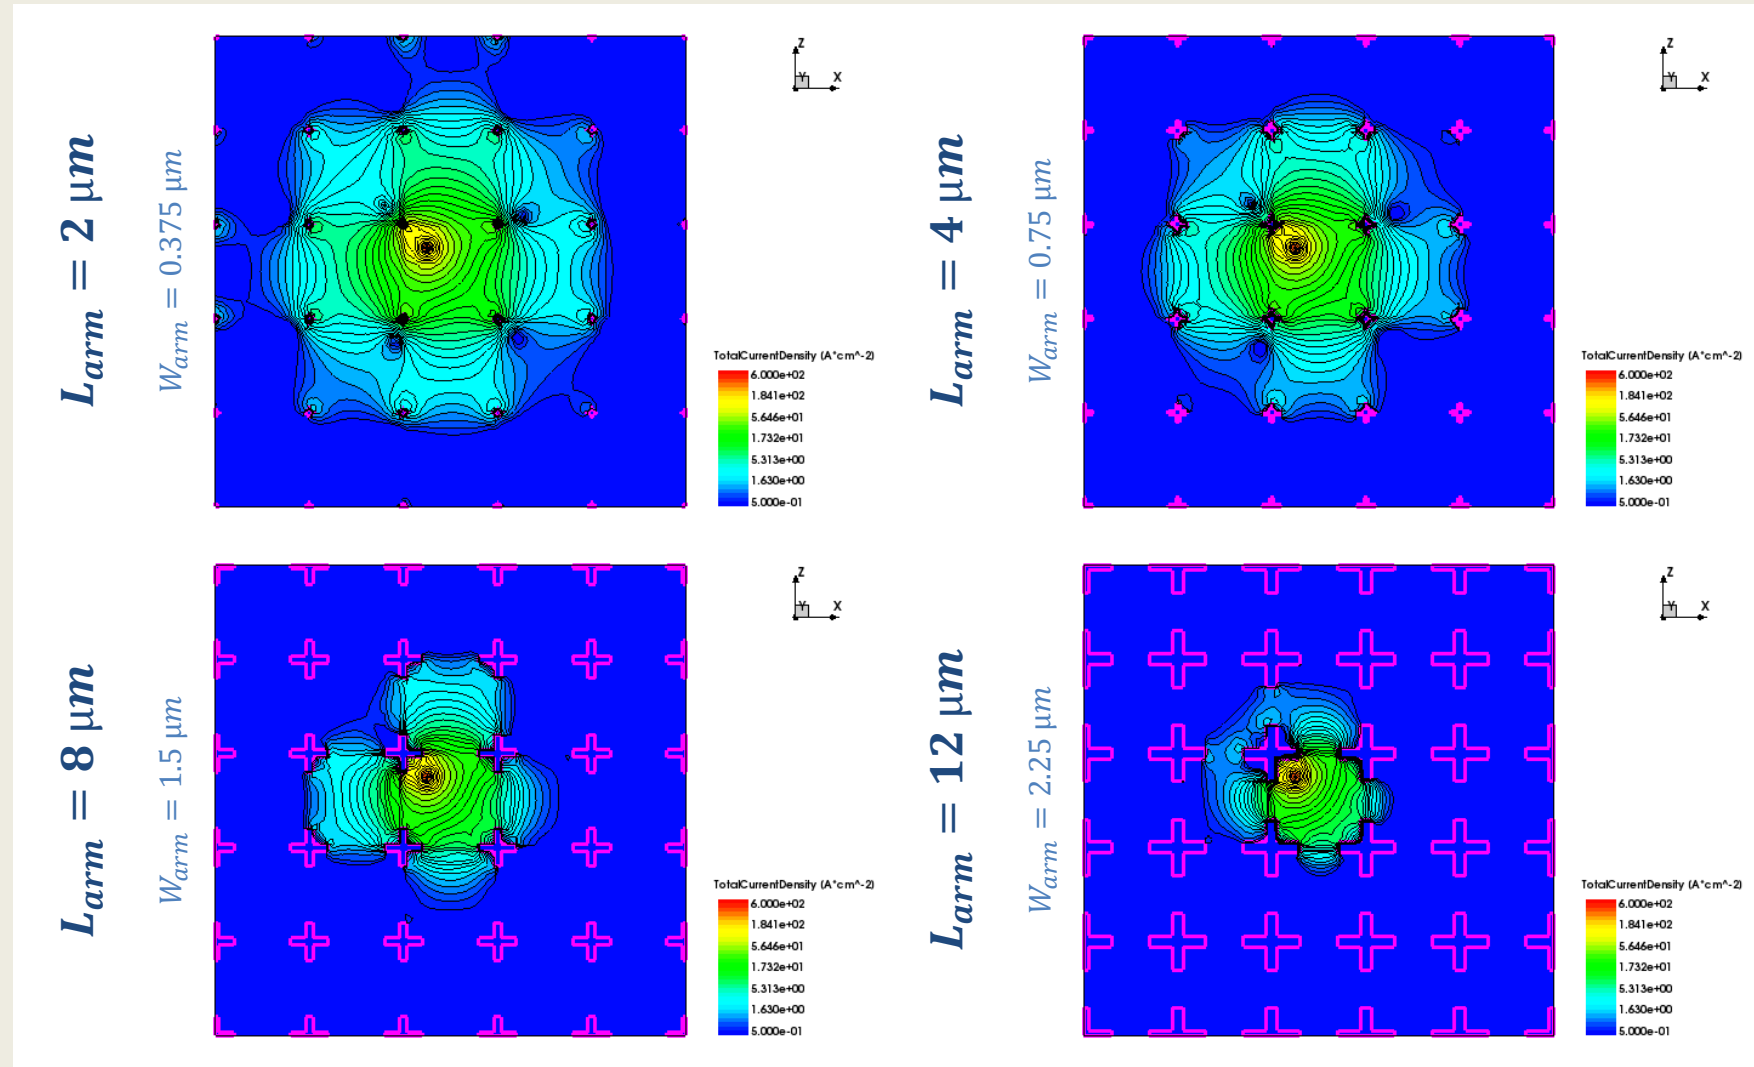 L_arm = 2 μm
W_arm = 0.375 μm
Z
Y
X
TotalCurrentDensity (A*cm^-2)
6.000e+02
1.841e+02
5.646e+01
1.732e+01
5.313e+00
1.630e+00
5.000e-01
L_arm = 4 μm
W_arm = 0.75 μm
Z
Y
X
TotalCurrentDensity (A*cm^-2)
6.000e+02
1.841e+02
5.646e+01
1.732e+01
5.313e+00
1.630e+00
5.000e-01
L_arm = 8 μm
W_arm = 1.5 μm
Z
Y
X
TotalCurrentDensity (A*cm^-2)
6.000e+02
1.841e+02
5.646e+01
1.732e+01
5.313e+00
1.630e+00
5.000e-01
L_arm = 12 μm
W_arm = 2.25 μm
Z
Y
X
TotalCurrentDensity (A*cm^-2)
6.000e+02
1.841e+02
5.646e+01
1.732e+01
5.313e+00
1.630e+00
5.000e-01